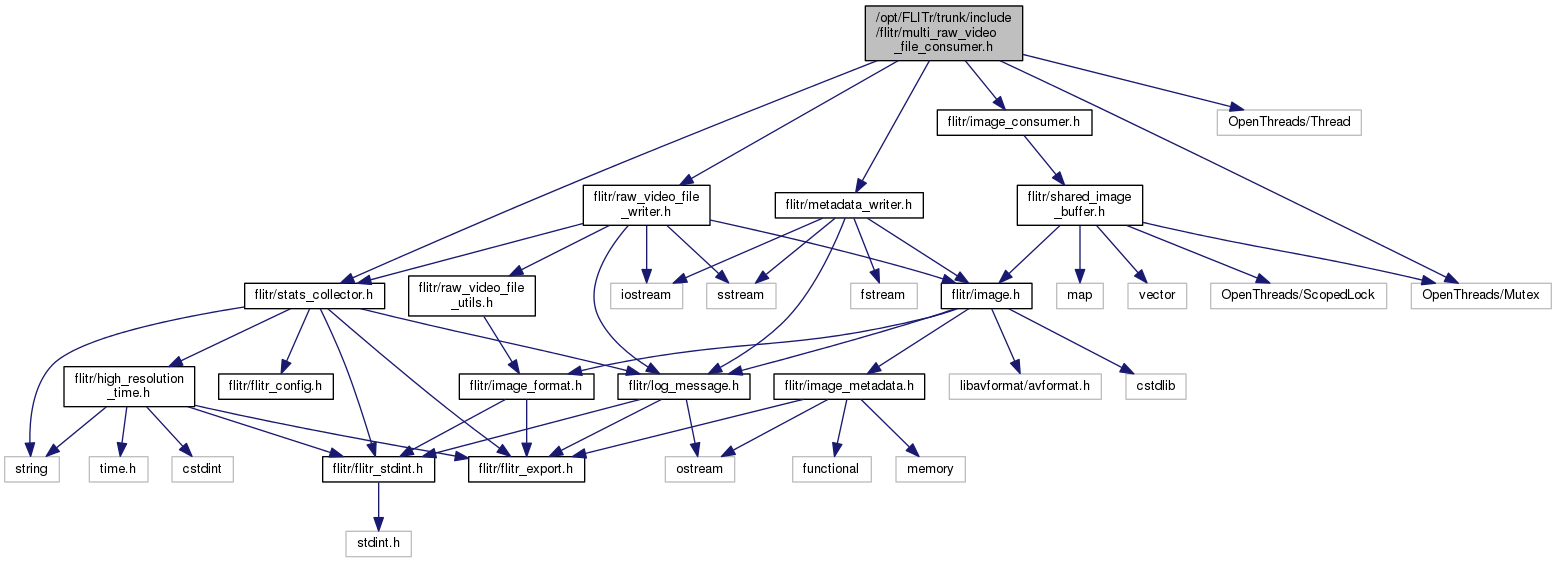 /opt/FLITr/trunk/include
/flitr/multi_raw_video
_file_consumer.h
flitr/image_consumer.h
OpenThreads/Thread
flitr/raw_video_file
_writer.h
flitr/metadata_writer.h
flitr/shared_image
_buffer.h
flitr/stats_collector.h
flitr/raw_video_file
_utils.h
iostream
sstream
fstream
flitr/image.h
map
vector
OpenThreads/ScopedLock
OpenThreads/Mutex
flitr/high_resolution
_time.h
flitr/flitr_config.h
flitr/image_format.h
flitr/log_message.h
flitr/image_metadata.h
libavformat/avformat.h
cstdlib
string
time.h
cstdint
flitr/flitr_stdint.h
flitr/flitr_export.h
ostream
functional
memory
stdint.h